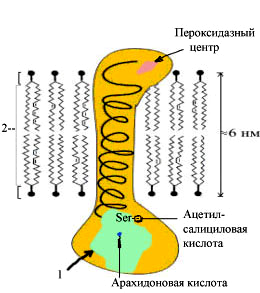 Пероксидазный
центр
2--
≈6 нм
Ser
Ацетил-
салициловая
кислота
1
Арахидоновая кислота